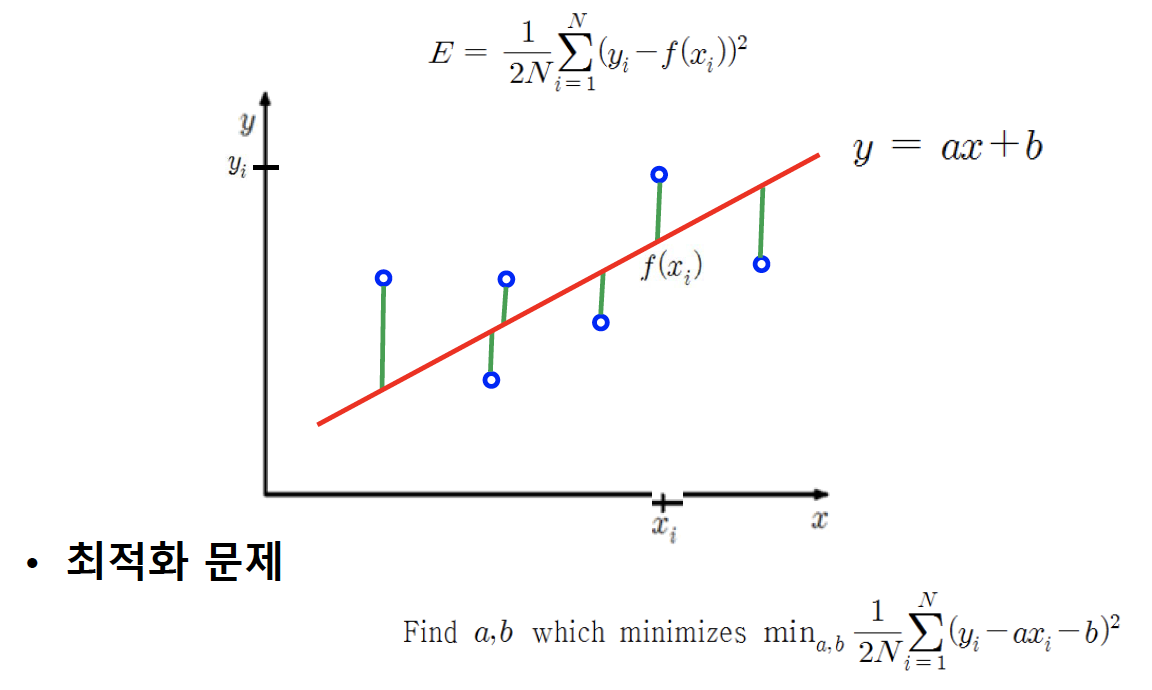 E = \frac{1}{2N}\sum_{i=1}^{N}(y_i - f(x_i))^2
y
y_i
y = ax+b
f(x_i)
x_i
x
• 최적화 문제
Find a,b which minimizes min_{a,b} \frac{1}{2N}\sum_{i=1}^{N}(y_i - ax_i - b)^2